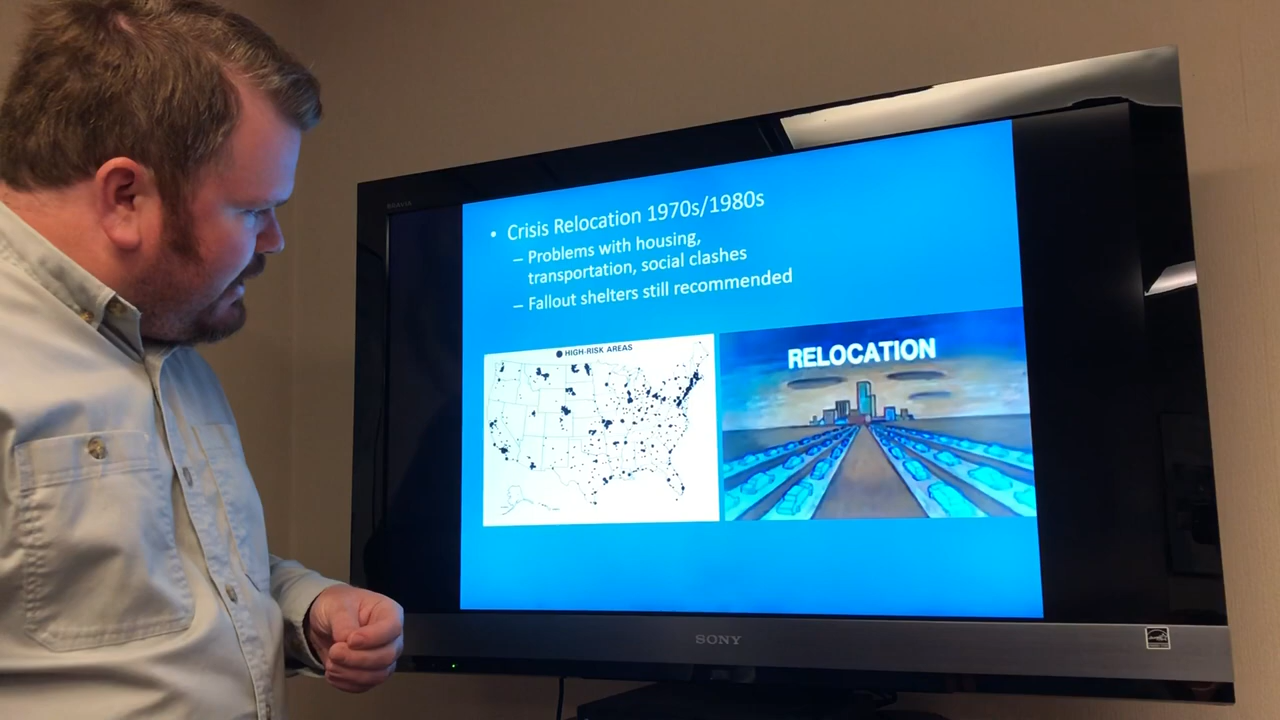 BRAVIA
• Crisis Relocation 1970s/1980s
– Problems with housing,
transportation, social clashes
– Fallout shelters still recommended
HIGH-RISK AREAS
RELOCATION
SONY